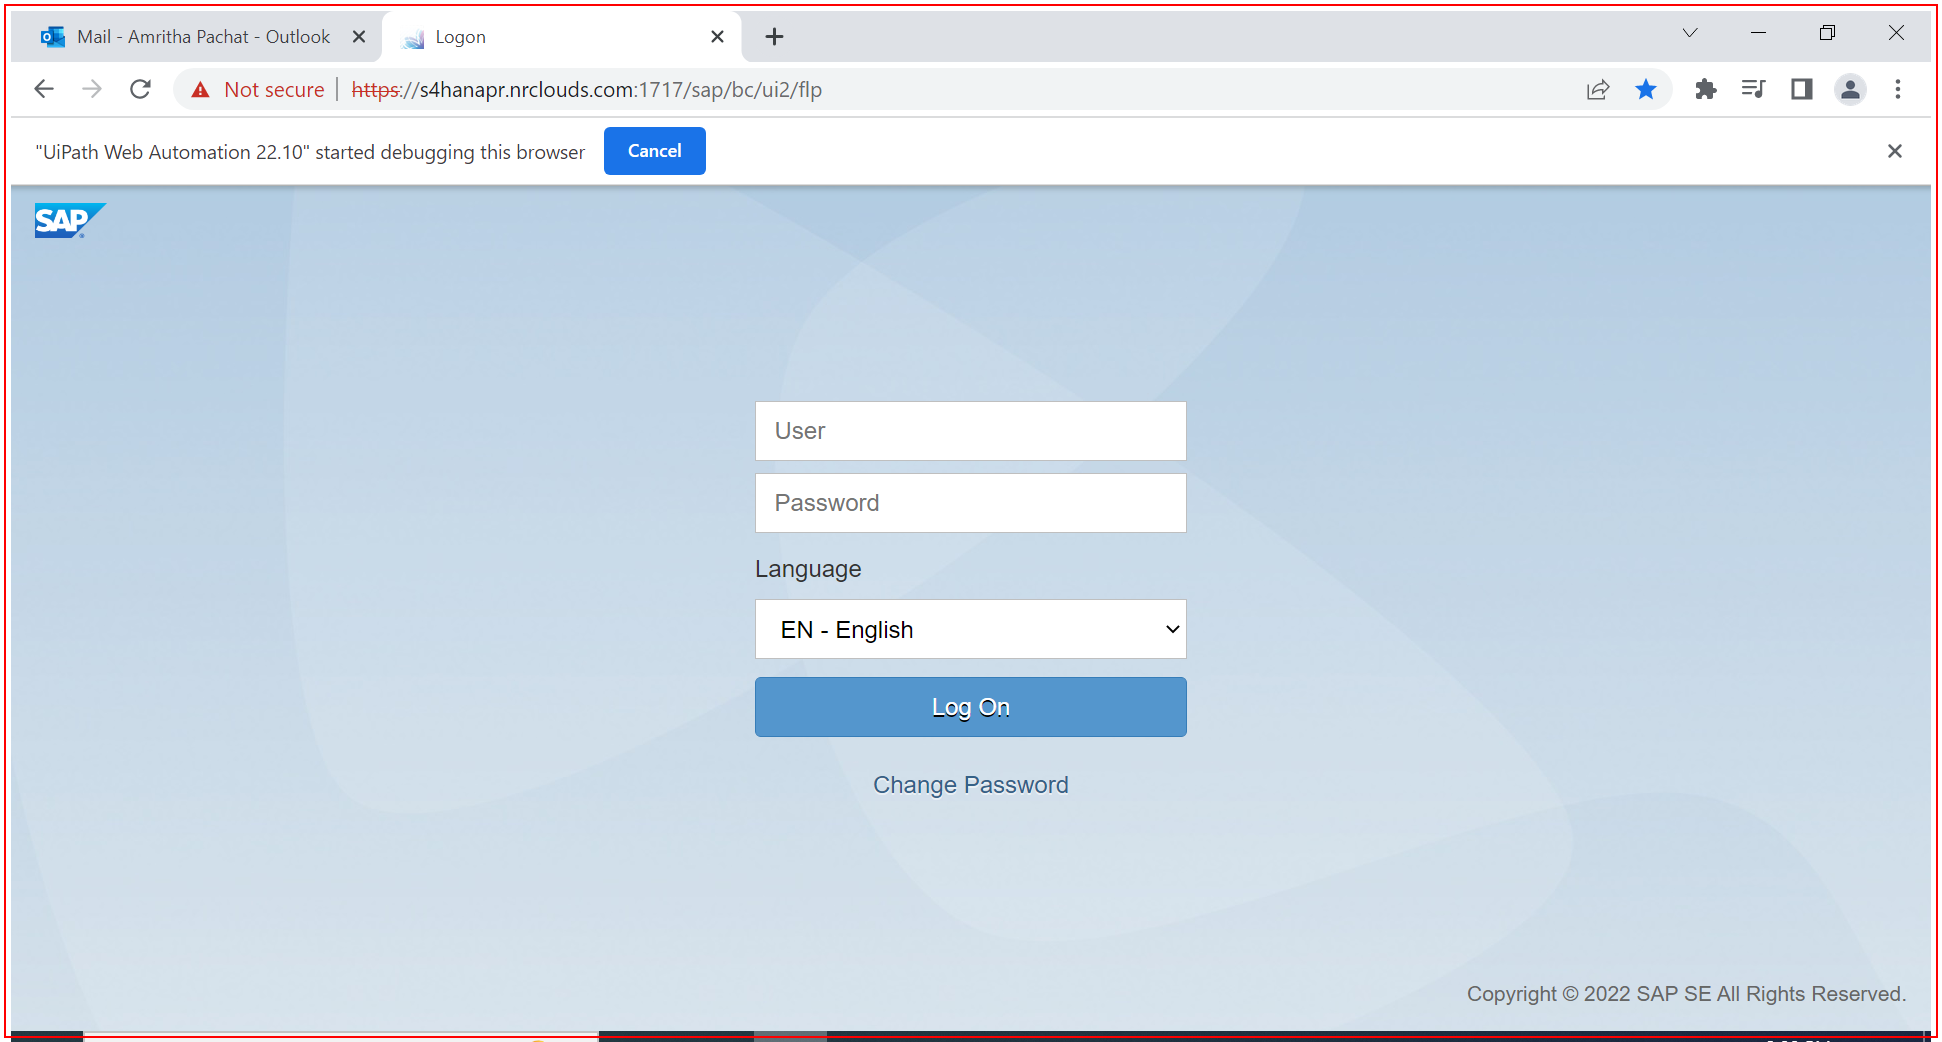 Mail - Amritha Pachat - Outlook
Logon
Not secure
https://s4hanapr.nrclouds.com:1717/sap/bc/ui2/flp
"UiPath Web Automation 22.10" started debugging this browser
Cancel
SAP
User
Password
Language
EN - English
Log On
Change Password
Copyright © 2022 SAP SE All Rights Reserved.